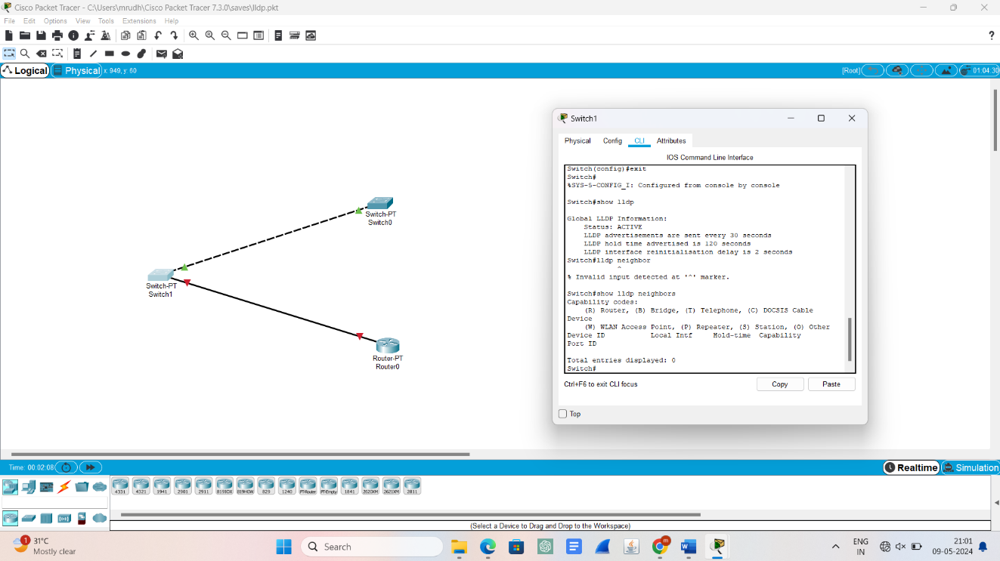 Cisco Packet Tracer - C:\Users\mrudh\Cisco Packet Tracer 7.3.0\saves\lldp.pkt
File Edit Options View Tools Extensions Help
?
Logical Physical x: 949, y: 60 [Root] 01:04:30
Switch1
Physical Config CLI Attributes
IOS Command Line Interface
Switch(config)#exit
Switch#
%SYS-5-CONFIG_I: Configured from console by console
Switch#show lldp
Global LLDP Information:
Status: ACTIVE
LLDP advertisements are sent every 30 seconds
LLDP hold time advertised is 120 seconds
LLDP interface reinitialisation delay is 2 seconds
Switch#lldp neighbor
^
% Invalid input detected at '^' marker.
Switch#show lldp neighbors
Capability codes:
(R) Router, (B) Bridge, (T) Telephone, (C) DOCSIS Cable
Device
(W) WLAN Access Point, (P) Repeater, (S) Station, (O) Other
Device ID Local Intf Hold-time Capability
Port ID
Total entries displayed: 0
Switch#
Ctrl+F6 to exit CLI focus Copy Paste
Top
Switch-PT
Switch0
Switch-PT
Switch1
Router-PT
Router0
Time: 00:02:08 Realtime Simulation
4331 4321 1941 2901 2911 819IOX 819HGW 829 1240 PT-Router PT-Empty 1841 2620XM 2621XM 2811
(Select a Device to Drag and Drop to the Workspace)
1 31°C
Mostly clear
Search
m
W
ENG
IN
21:01
09-05-2024